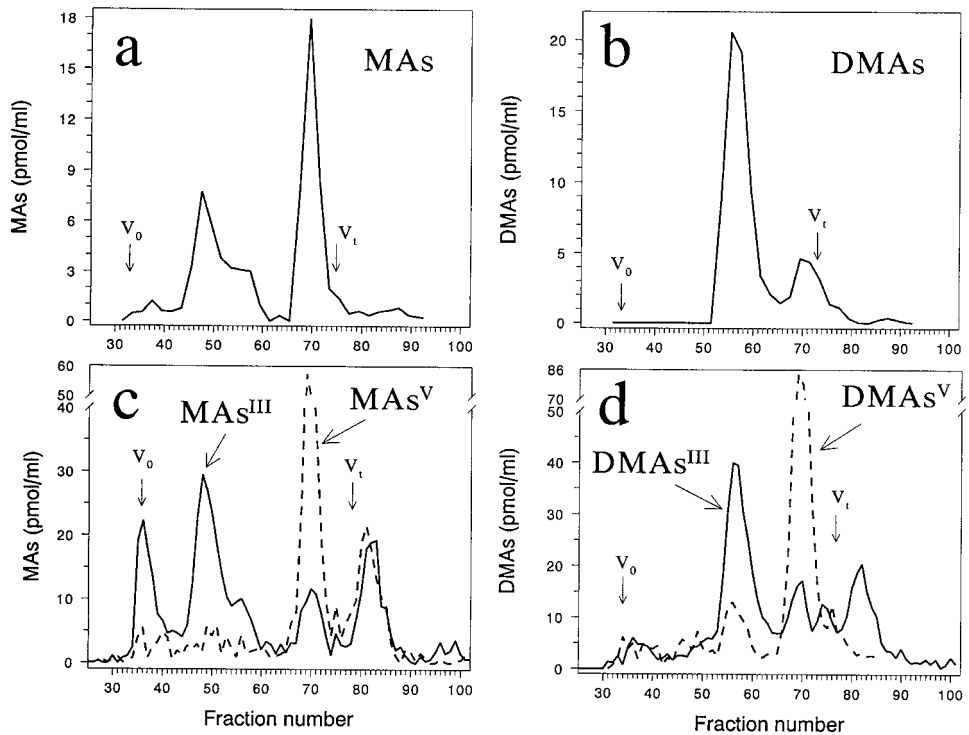 a
MAs
MAs (pmol/ml)
18
15
12
9
6
3
0
V₀
Vₜ
30 40 50 60 70 80 90 100
b
DMAs
DMAs (pmol/ml)
20
15
10
5
0
V₀
Vₜ
30 40 50 60 70 80 90 100
c
MAsᴵᴵᴵ
MAsⱽ
MAs (pmol/ml)
60
50
40
30
20
10
0
V₀
Vₜ
30 40 50 60 70 80 90 100
Fraction number
d
DMAsⱽ
DMAsᴵᴵᴵ
DMAs (pmol/ml)
86
70
50
40
30
20
10
0
V₀
Vₜ
30 40 50 60 70 80 90 100
Fraction number